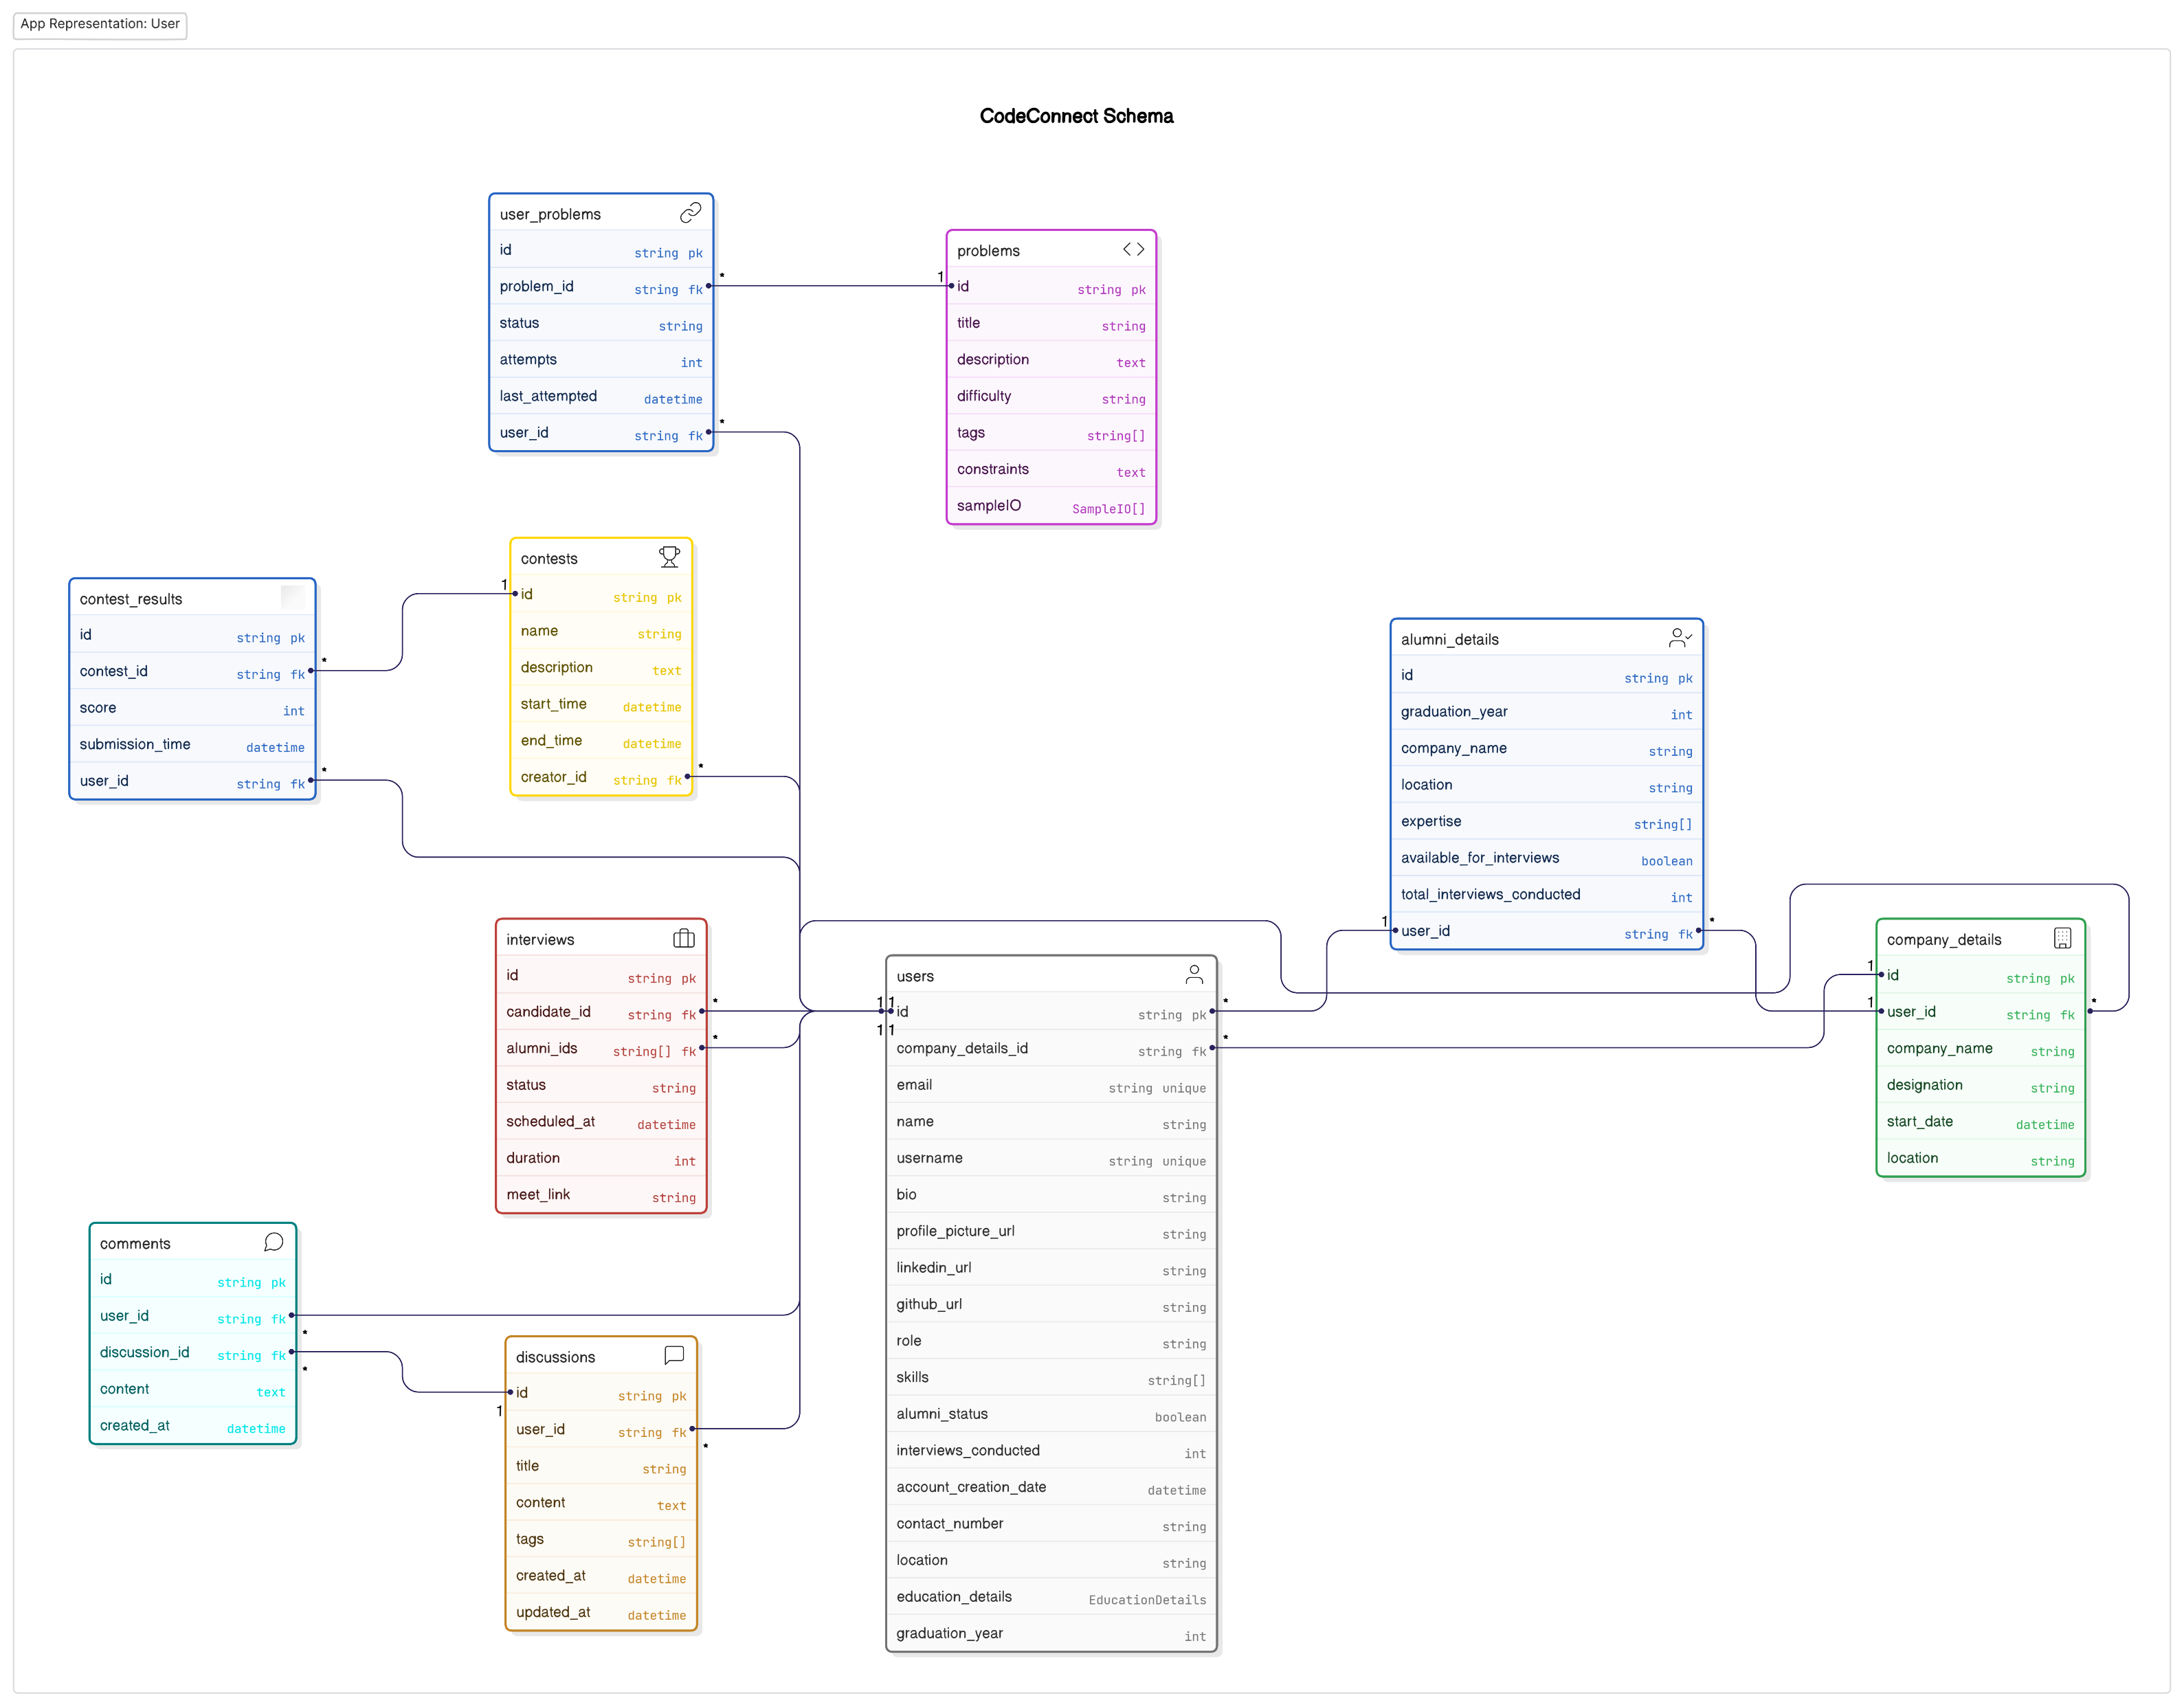 App Representation: User
CodeConnect Schema
user_problems
id string pk
problem_id string fk
status string
attempts int
last_attempted datetime
user_id string fk
* 1
*
problems
id string pk
title string
description text
difficulty string
tags string[]
constraints text
sampleIO SampleIO[]
contests
id string pk
name string
description text
start_time datetime
end_time datetime
creator_id string fk
1
*
contest_results
id string pk
contest_id string fk
score int
submission_time datetime
user_id string fk
*
*
alumni_details
id string pk
graduation_year int
company_name string
location string
expertise string[]
available_for_interviews boolean
total_interviews_conducted int
user_id string fk
1 *
interviews
id string pk
candidate_id string fk
alumni_ids string[] fk
status string
scheduled_at datetime
duration int
meet_link string
*
*
users
id string pk
company_details_id string fk
email string unique
name string
username string unique
bio string
profile_picture_url string
linkedin_url string
github_url string
role string
skills string[]
alumni_status boolean
interviews_conducted int
account_creation_date datetime
contact_number string
location string
education_details EducationDetails
graduation_year int
1 1 *
1 1 *
company_details
id string pk
user_id string fk
company_name string
designation string
start_date datetime
location string
1
1 *
comments
id string pk
user_id string fk
discussion_id string fk
content text
created_at datetime
*
*
discussions
id string pk
user_id string fk
title string
content text
tags string[]
created_at datetime
updated_at datetime
1
*